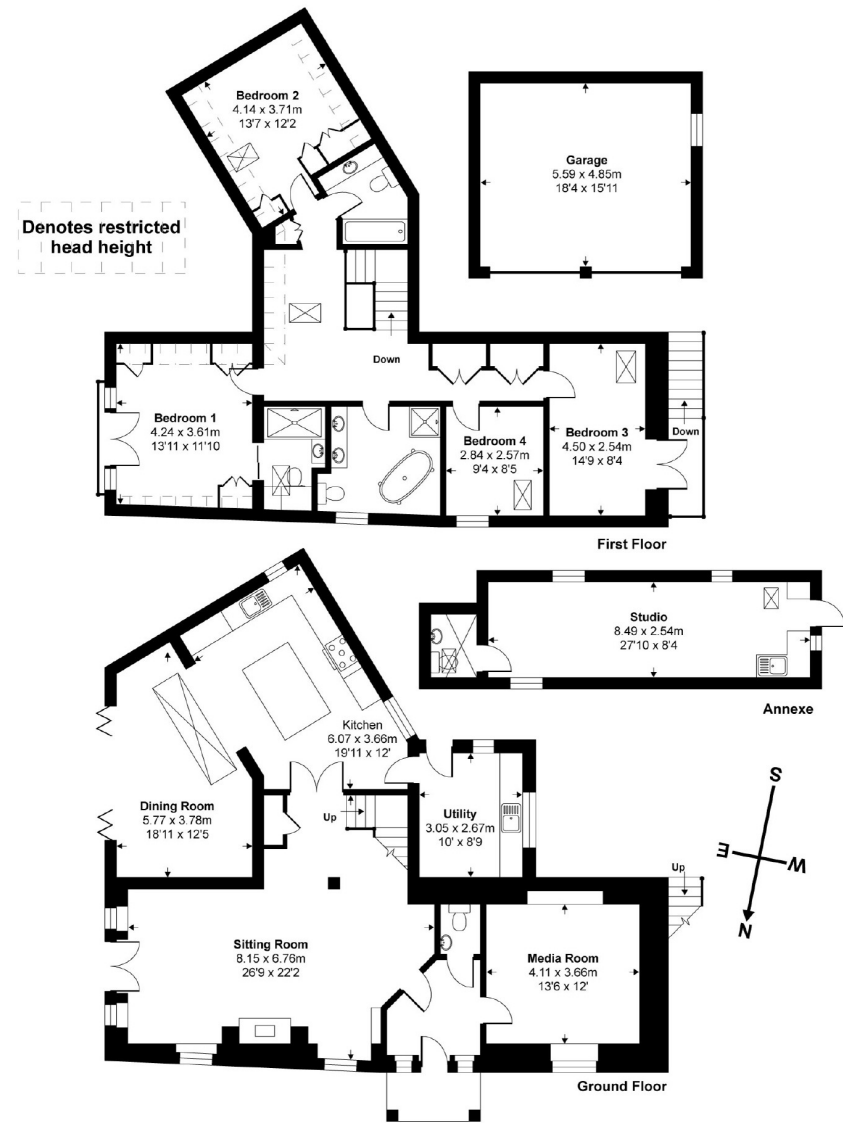 Bedroom 2
4.14 x 3.71m
13'7 x 12'2
Garage
5.59 x 4.85m
18'4 x 15'11
Denotes restricted
head height
Down
Bedroom 1
4.24 x 3.61m
13'11 x 11'10
Bedroom 4
2.84 x 2.57m
9'4 x 8'5
Bedroom 3
4.50 x 2.54m
14'9 x 8'4
Down
First Floor
Studio
8.49 x 2.54m
27'10 x 8'4
Annexe
Kitchen
6.07 x 3.66m
19'11 x 12'
Dining Room
5.77 x 3.78m
18'11 x 12'5
Up
Utility
3.05 x 2.67m
10' x 8'9
S
E
W
N
Up
Sitting Room
8.15 x 6.76m
26'9 x 22'2
Media Room
4.11 x 3.66m
13'6 x 12'
Ground Floor